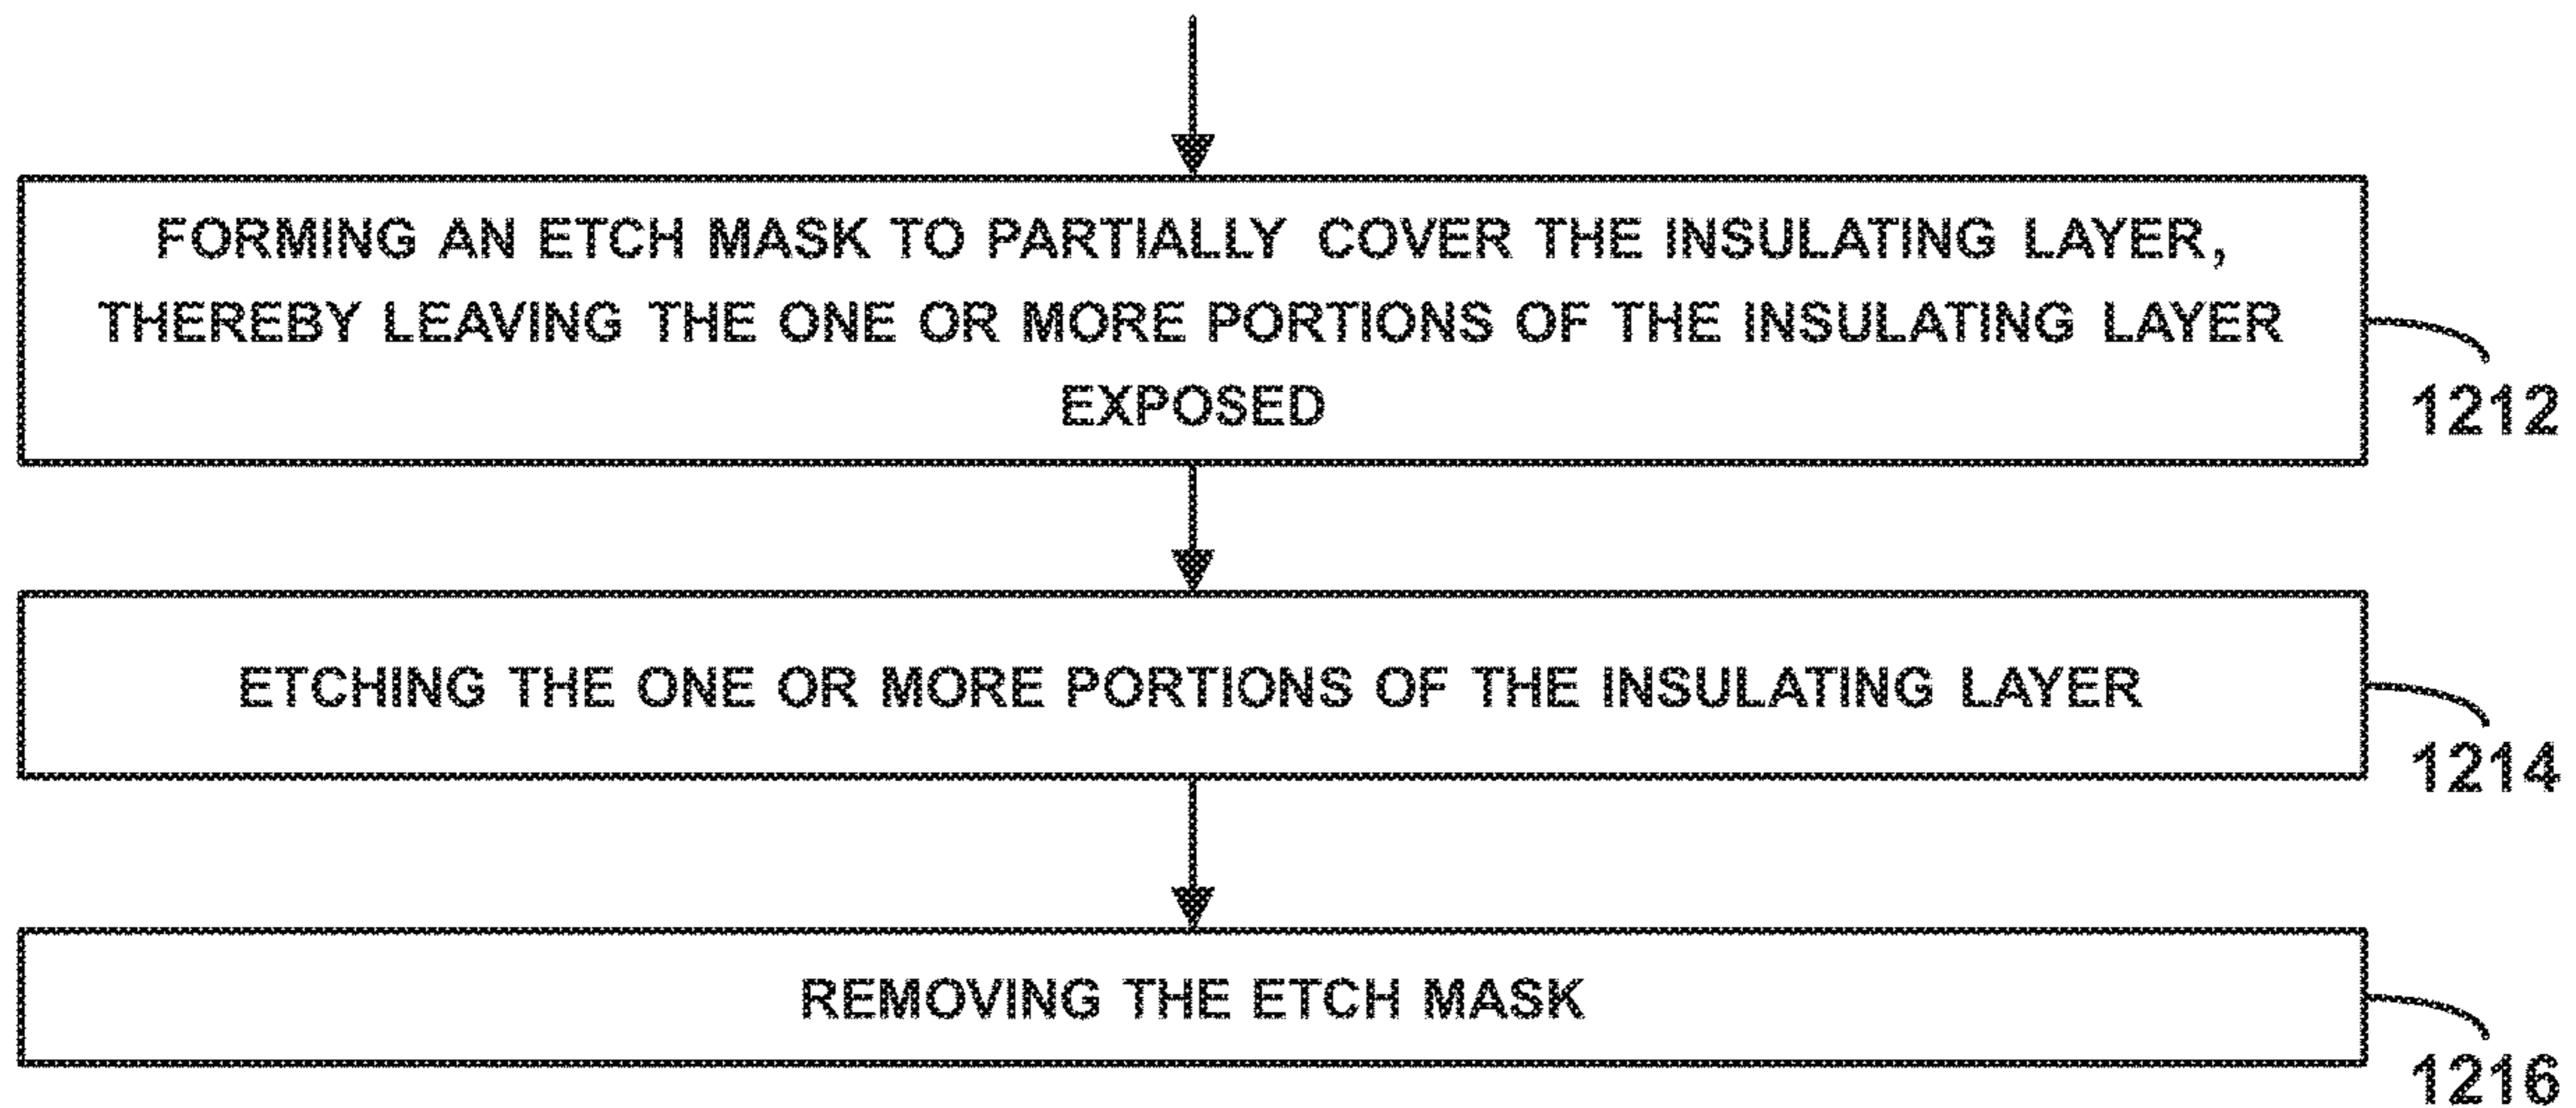 FORMING AN ETCH MASK TO PARTIALLY COVER THE INSULATING LAYER,
THEREBY LEAVING THE ONE OR MORE PORTIONS OF THE INSULATING LAYER
EXPOSED
1212
ETCHING THE ONE OR MORE PORTIONS OF THE INSULATING LAYER
1214
REMOVING THE ETCH MASK
1216